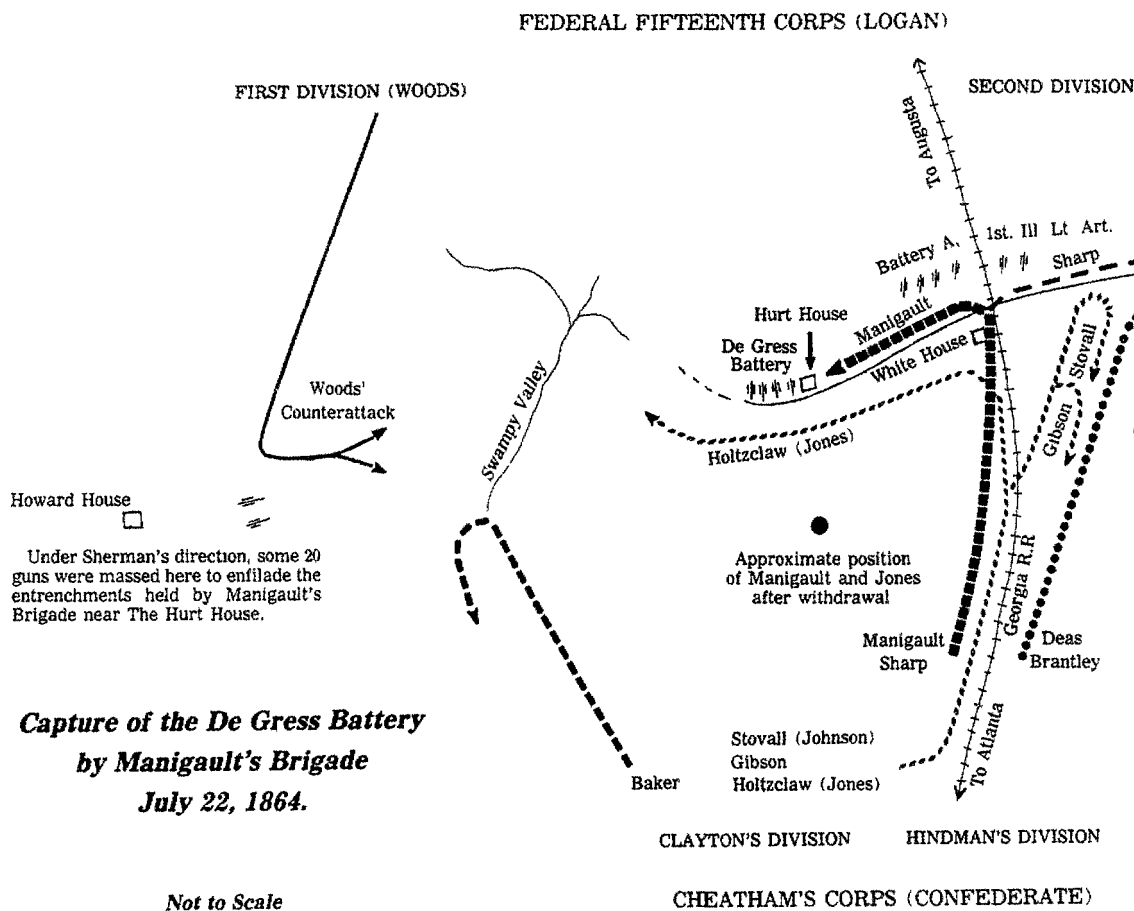 FEDERAL FIFTEENTH CORPS (LOGAN)
FIRST DIVISION (WOODS)
SECOND DIVISION
To Augusta
Battery A, 1st. Ill Lt Art.
Sharp
Hurt House
Manigault
De Gress
Battery
White House
Stovall
Gibson
Woods'
Counterattack
Swampy Valley
Holtzclaw (Jones)
Howard House
Under Sherman's direction, some 20
guns were massed here to enfilade the
entrenchments held by Manigault's
Brigade near The Hurt House.
Approximate position
of Manigault and Jones
after withdrawal
Georgia R.R
Manigault
Sharp
Deas
Brantley
Capture of the De Gress Battery
by Manigault's Brigade
July 22, 1864.
To Atlanta
Stovall (Johnson)
Gibson
Holtzclaw (Jones)
Baker
CLAYTON'S DIVISION
HINDMAN'S DIVISION
Not to Scale
CHEATHAM'S CORPS (CONFEDERATE)